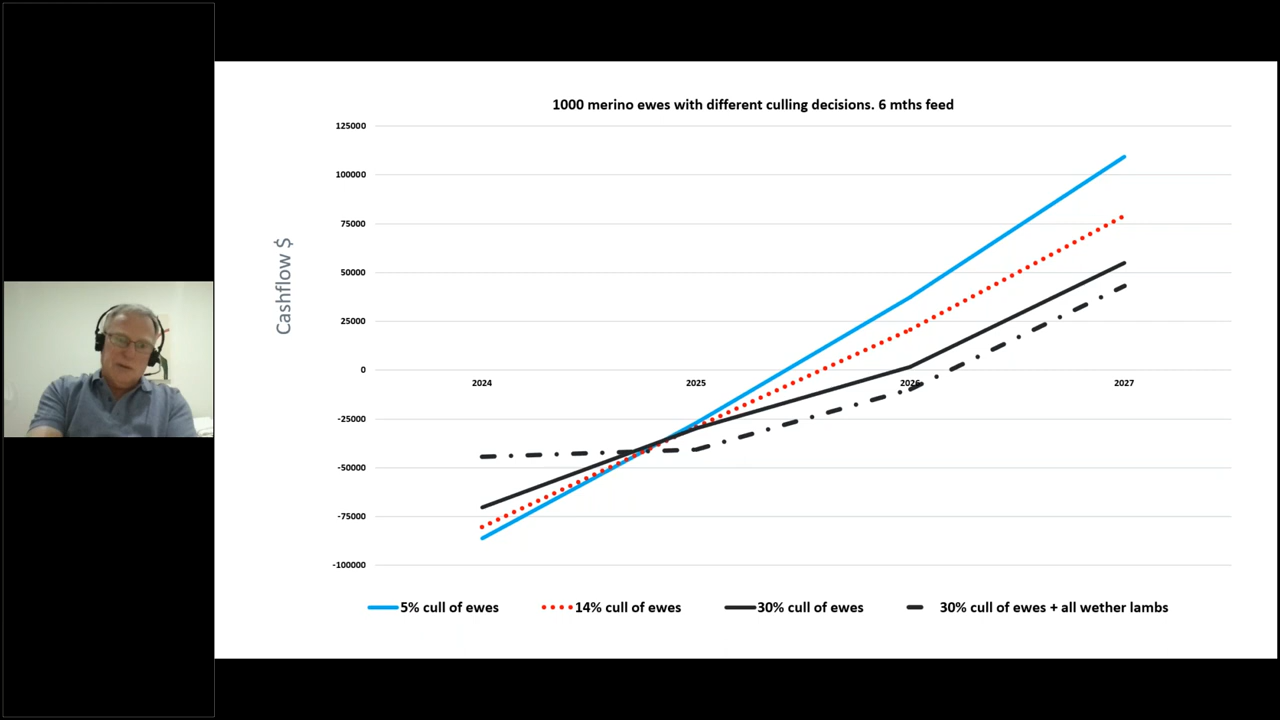 1000 merino ewes with different culling decisions. 6 mths feed
Cashflow $
125000
100000
75000
50000
25000
0
-25000
-50000
-75000
-100000
2024
2025
2026
2027
5% cull of ewes
14% cull of ewes
30% cull of ewes
30% cull of ewes + all wether lambs